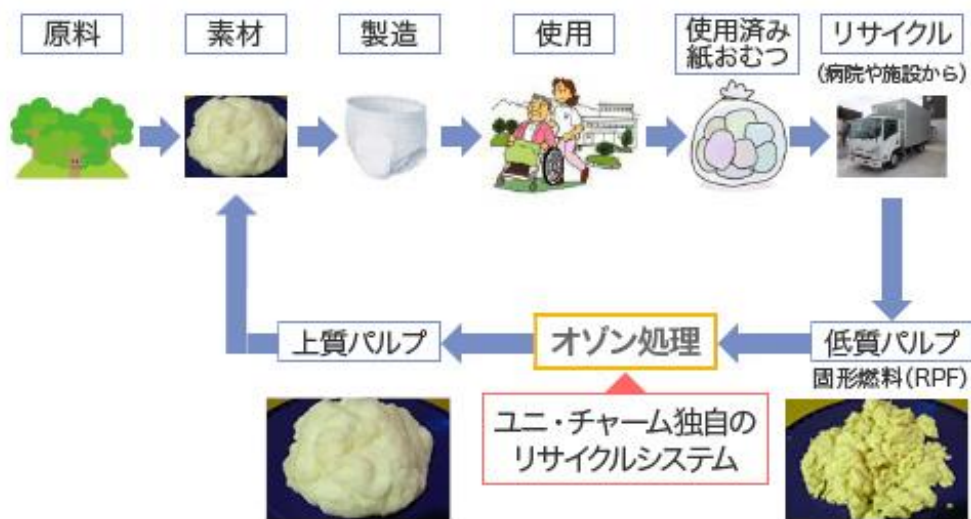 原料
素材
製造
使用
使用済み
紙おむつ
リサイクル
(病院や施設から)
上質パルプ
オゾン処理
低質パルプ
固形燃料(RPF)
ユニ・チャーム独自の
リサイクルシステム